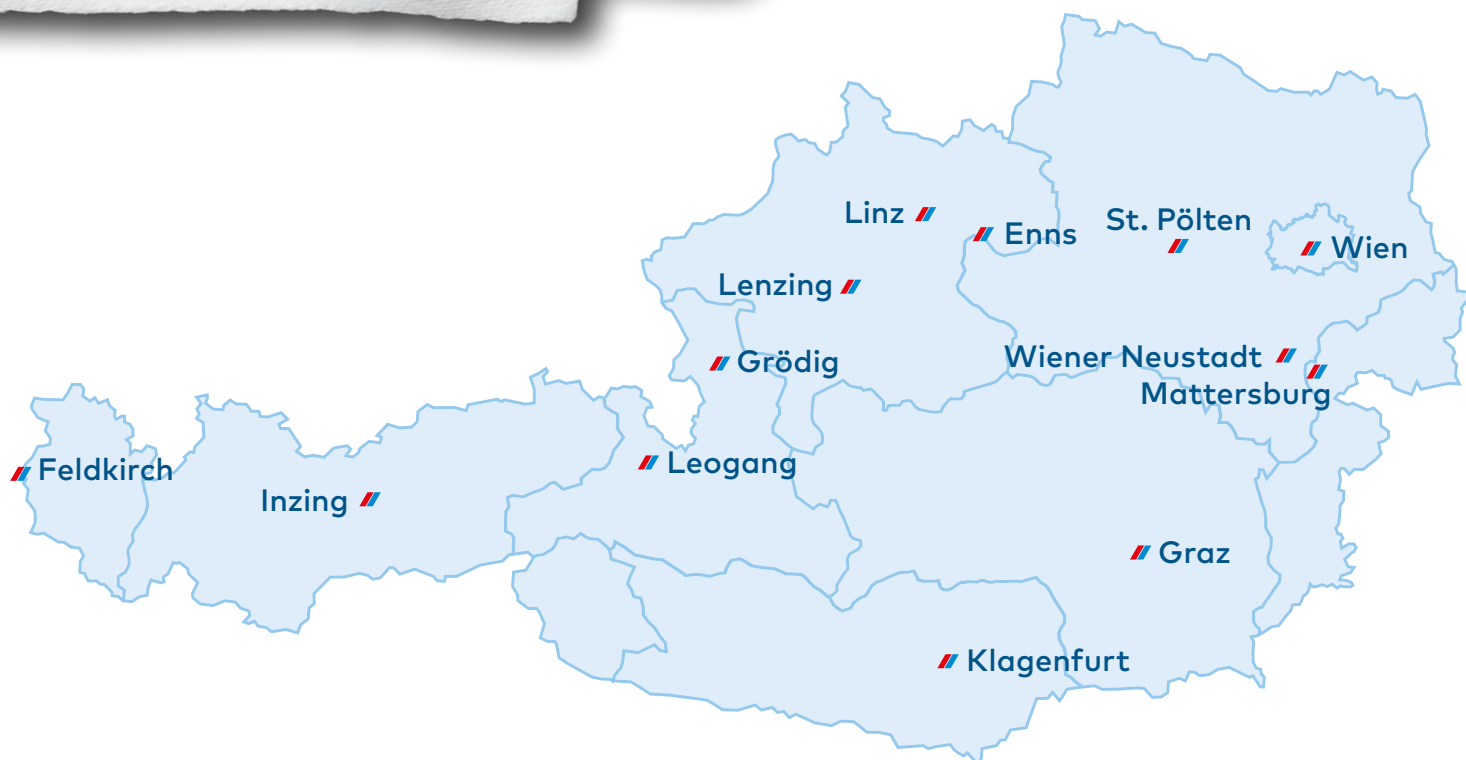 Linz
Enns
St. Pölten
Wien
Lenzing
Wiener Neustadt
Grödig
Mattersburg
Feldkirch
Leogang
Inzing
Graz
Klagenfurt